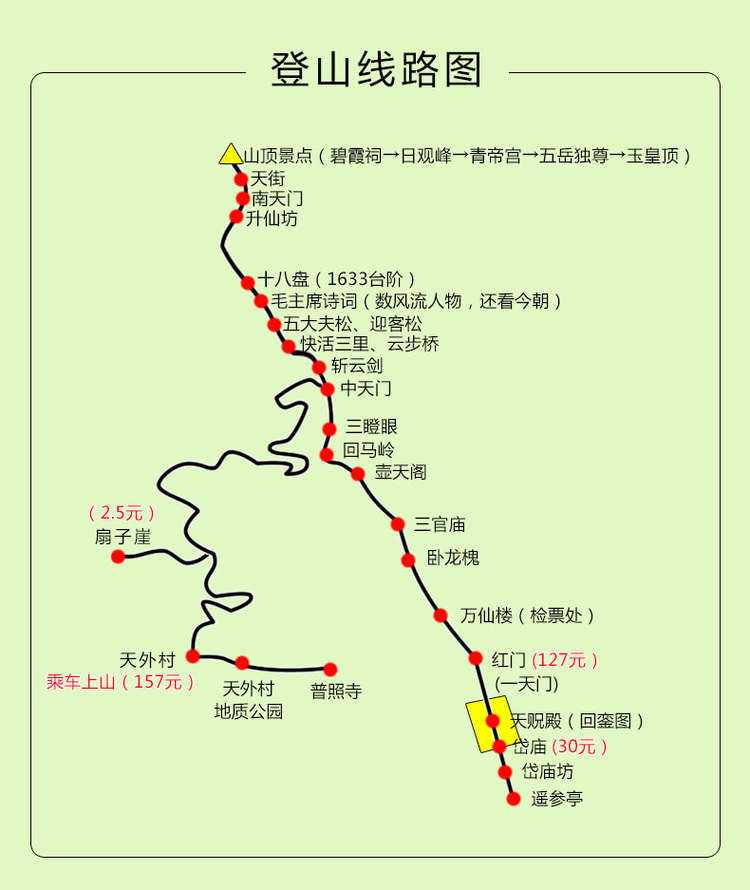 登山线路图
山顶景点（碧霞祠→日观峰→青帝宫→五岳独尊→玉皇顶）
天街
南天门
升仙坊
十八盘（1633台阶）
毛主席诗词（数风流人物，还看今朝）
五大夫松、迎客松
快活三里、云步桥
斩云剑
中天门
三瞪眼
回马岭
壶天阁
（2.5元）
扇子崖
三官庙
卧龙槐
万仙楼（检票处）
天外村
乘车上山（157元）
天外村
地质公园
普照寺
红门 (127元）
(一天门)
天贶殿（回銮图）
岱庙 (30元）
岱庙坊
遥参亭